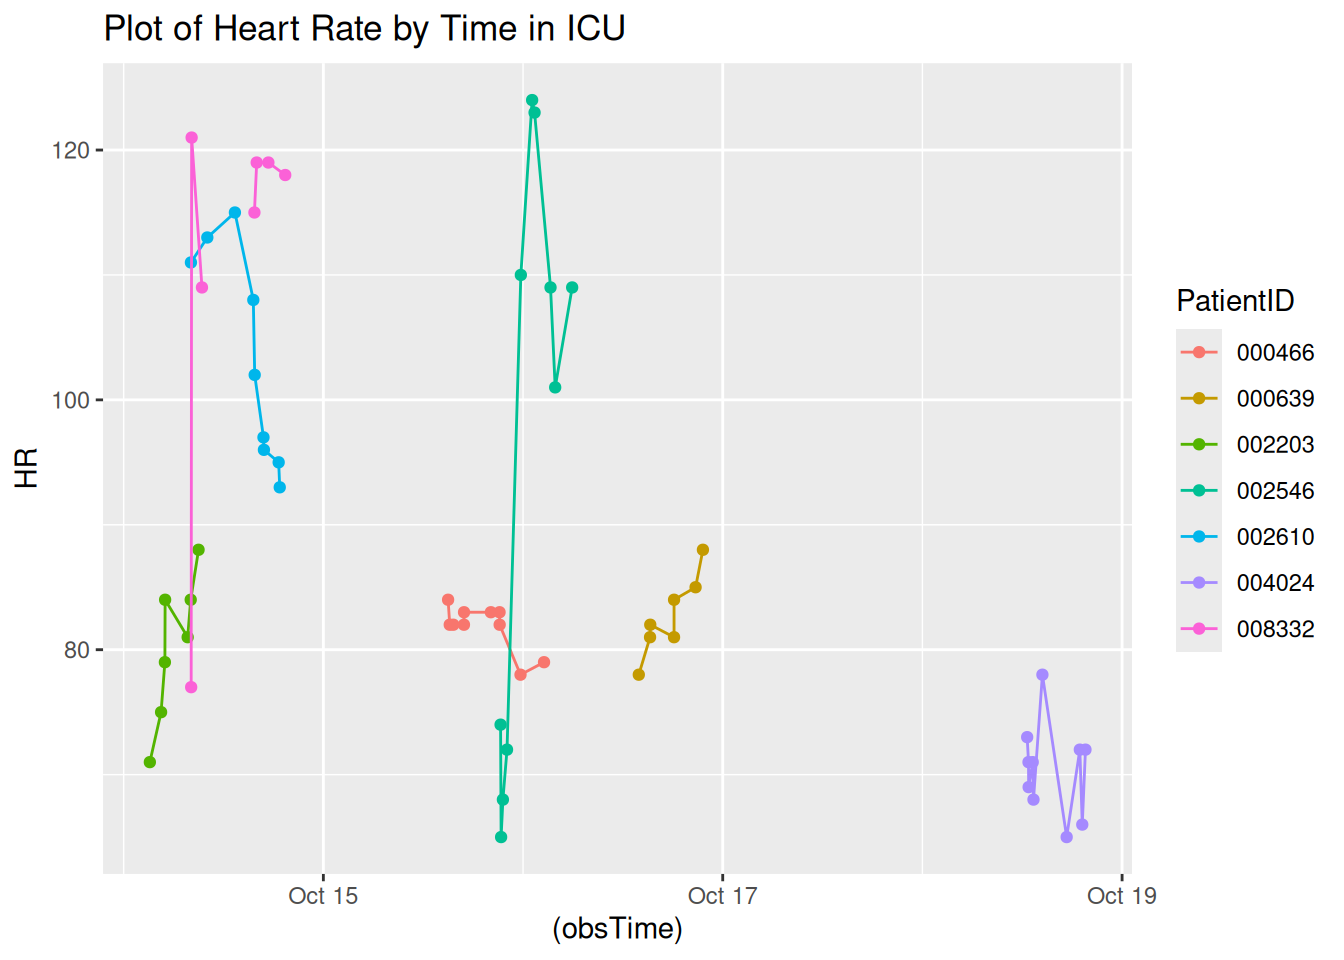 Plot of Heart Rate by Time in ICU
120
100
80
HR
Oct 15
Oct 17
Oct 19
(obsTime)
PatientID
000466
000639
002203
002546
002610
004024
008332